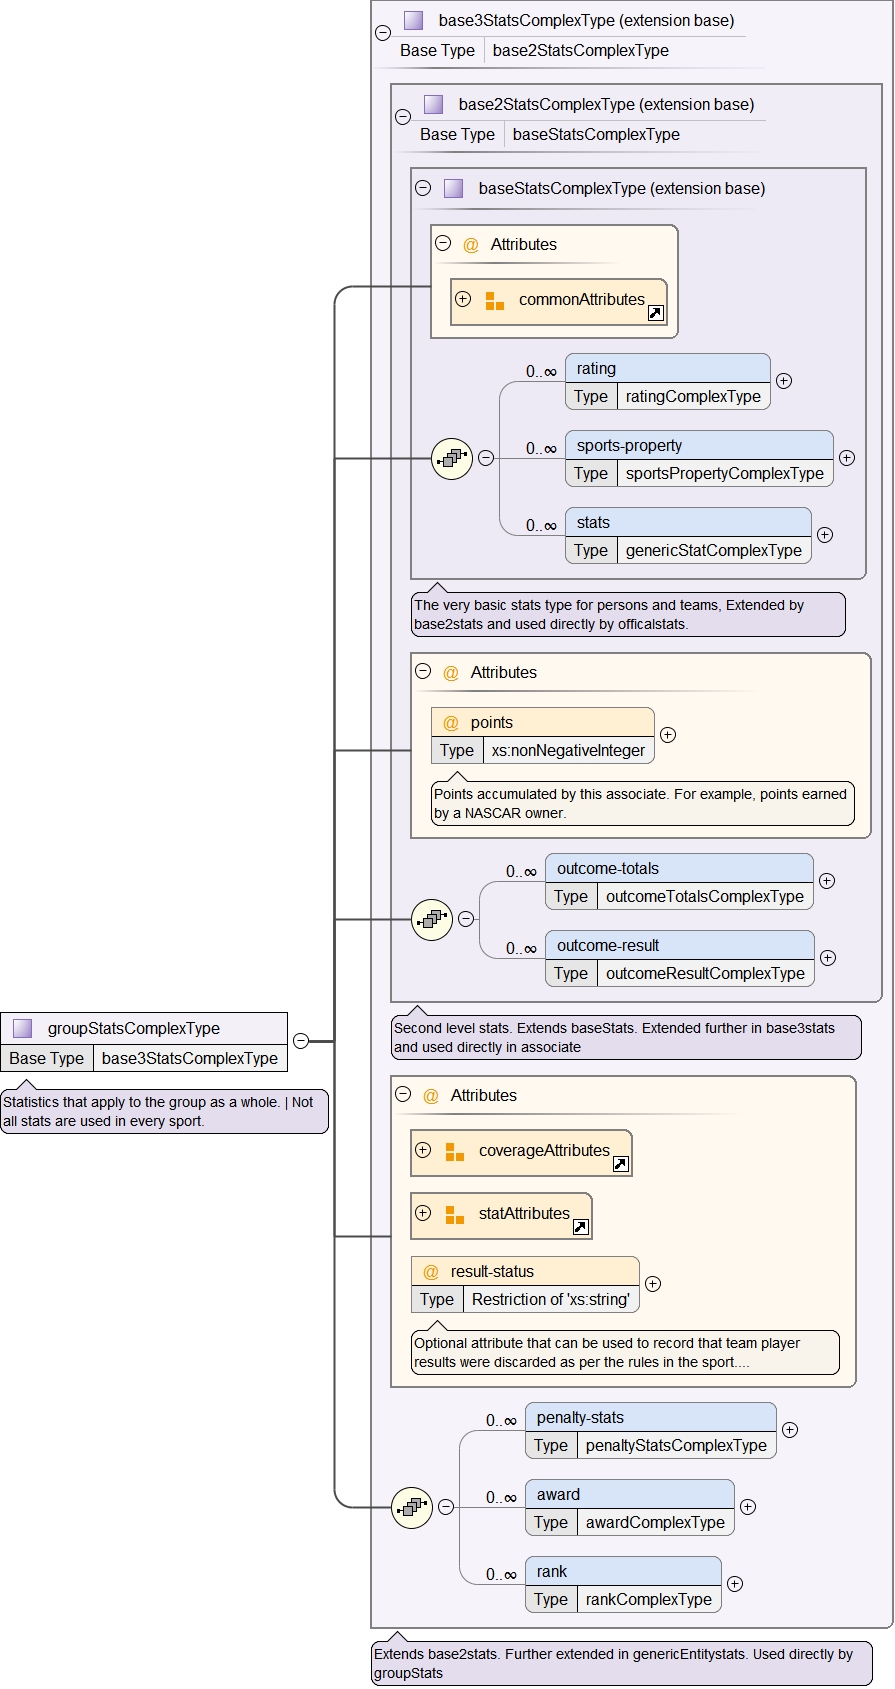 base3StatsComplexType (extension base)
Base Type base2StatsComplexType
base2StatsComplexType (extension base)
Base Type baseStatsComplexType
baseStatsComplexType (extension base)
@ Attributes
commonAttributes
0..∞ rating
Type ratingComplexType
0..∞ sports-property
Type sportsPropertyComplexType
0..∞ stats
Type genericStatComplexType
The very basic stats type for persons and teams, Extended by
base2stats and used directly by officalstats.
@ Attributes
@ points
Type xs:nonNegativeInteger
Points accumulated by this associate. For example, points earned
by a NASCAR owner.
0..∞ outcome-totals
Type outcomeTotalsComplexType
0..∞ outcome-result
Type outcomeResultComplexType
Second level stats. Extends baseStats. Extended further in base3stats
and used directly in associate
groupStatsComplexType
Base Type base3StatsComplexType
Statistics that apply to the group as a whole. | Not
all stats are used in every sport.
@ Attributes
coverageAttributes
statAttributes
@ result-status
Type Restriction of 'xs:string'
Optional attribute that can be used to record that team player
results were discarded as per the rules in the sport....
0..∞ penalty-stats
Type penaltyStatsComplexType
0..∞ award
Type awardComplexType
0..∞ rank
Type rankComplexType
Extends base2stats. Further extended in genericEntitystats. Used directly by
groupStats